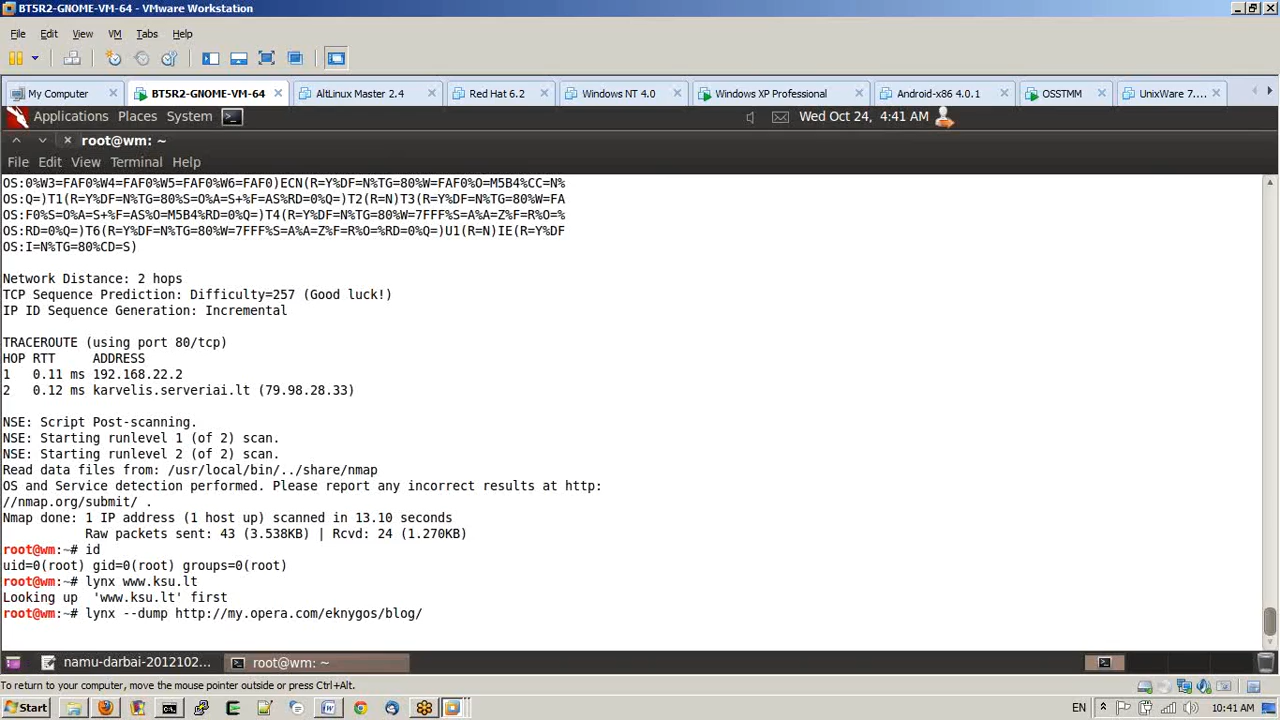 BT5R2-GNOME-VM-64 - VMware Workstation
File Edit View VM Tabs Help
My Computer BT5R2-GNOME-VM-64 AltLinux Master 2.4 Red Hat 6.2 Windows NT 4.0 Windows XP Professional Android-x86 4.0.1 OSSTMM UnixWare 7....
Applications Places System Wed Oct 24, 4:41 AM
root@wm: ~
File Edit View Terminal Help
OS:0%W3=FAF0%W4=FAF0%W5=FAF0%W6=FAF0)ECN(R=Y%DF=N%TG=80%W=FAF0%O=M5B4%CC=N%
OS:Q=)T1(R=Y%DF=N%TG=80%S=O%A=S+%F=AS%RD=0%Q=)T2(R=N)T3(R=Y%DF=N%TG=80%W=FA
OS:F0%S=O%A=S+%F=AS%O=M5B4%RD=0%Q=)T4(R=Y%DF=N%TG=80%W=7FFF%S=A%A=Z%F=R%O=%
OS:RD=0%Q=)T6(R=Y%DF=N%TG=80%W=7FFF%S=A%A=Z%F=R%O=%RD=0%Q=)U1(R=N)IE(R=Y%DF
OS:I=N%TG=80%CD=S)
Network Distance: 2 hops
TCP Sequence Prediction: Difficulty=257 (Good luck!)
IP ID Sequence Generation: Incremental
TRACEROUTE (using port 80/tcp)
HOP RTT ADDRESS
1 0.11 ms 192.168.22.2
2 0.12 ms karvelis.serveriai.lt (79.98.28.33)
NSE: Script Post-scanning.
NSE: Starting runlevel 1 (of 2) scan.
NSE: Starting runlevel 2 (of 2) scan.
Read data files from: /usr/local/bin/../share/nmap
OS and Service detection performed. Please report any incorrect results at http:
//nmap.org/submit/ .
Nmap done: 1 IP address (1 host up) scanned in 13.10 seconds
Raw packets sent: 43 (3.538KB) | Rcvd: 24 (1.270KB)
root@wm:~# id
uid=0(root) gid=0(root) groups=0(root)
root@wm:~# lynx www.ksu.lt
Looking up 'www.ksu.lt' first
root@wm:~# lynx --dump http://my.opera.com/eknygos/blog/
namu-darbai-2012102... root@wm: ~
To return to your computer, move the mouse pointer outside or press Ctrl+Alt.
Start EN 10:41 AM